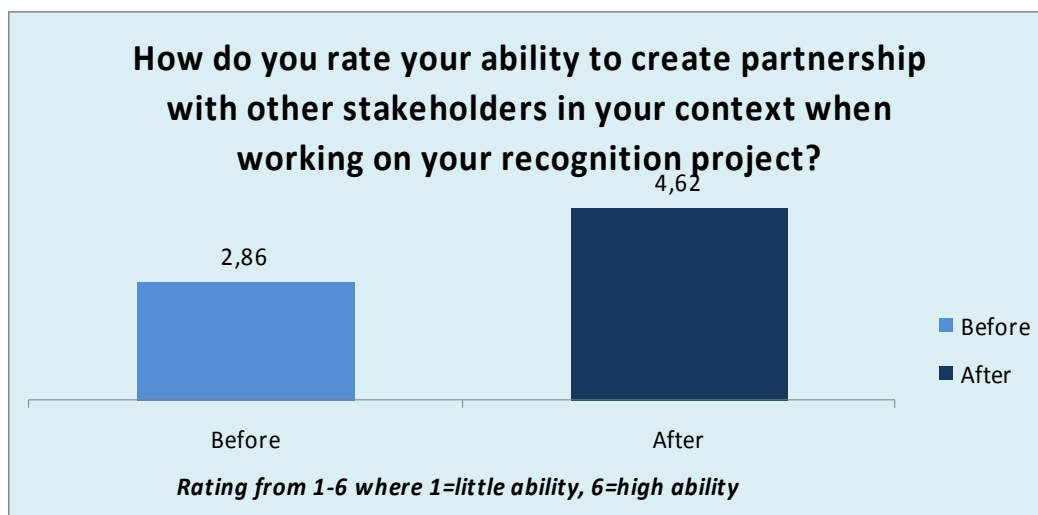 How do you rate your ability to create partnership
with other stakeholders in your context when
working on your recognition project?
4,62
2,86
Before
After
Before
After
Rating from 1-6 where 1=little ability, 6=high ability